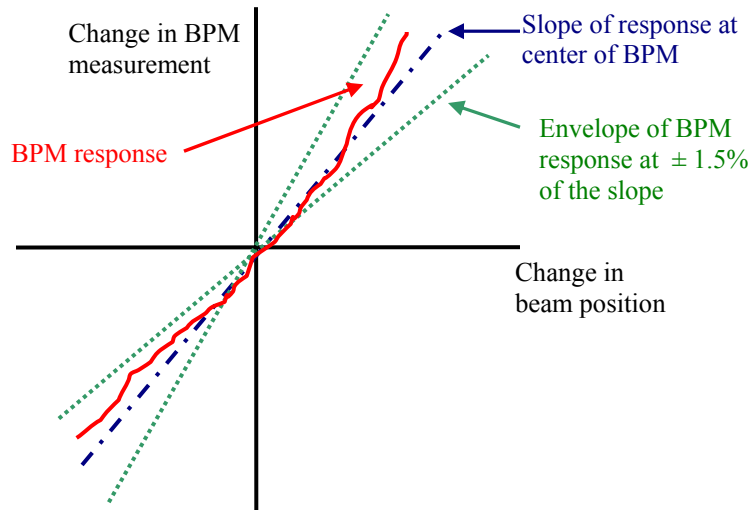 Change in BPM
measurement
Slope of response at
center of BPM
BPM response
Envelope of BPM
response at ± 1.5%
of the slope
Change in
beam position